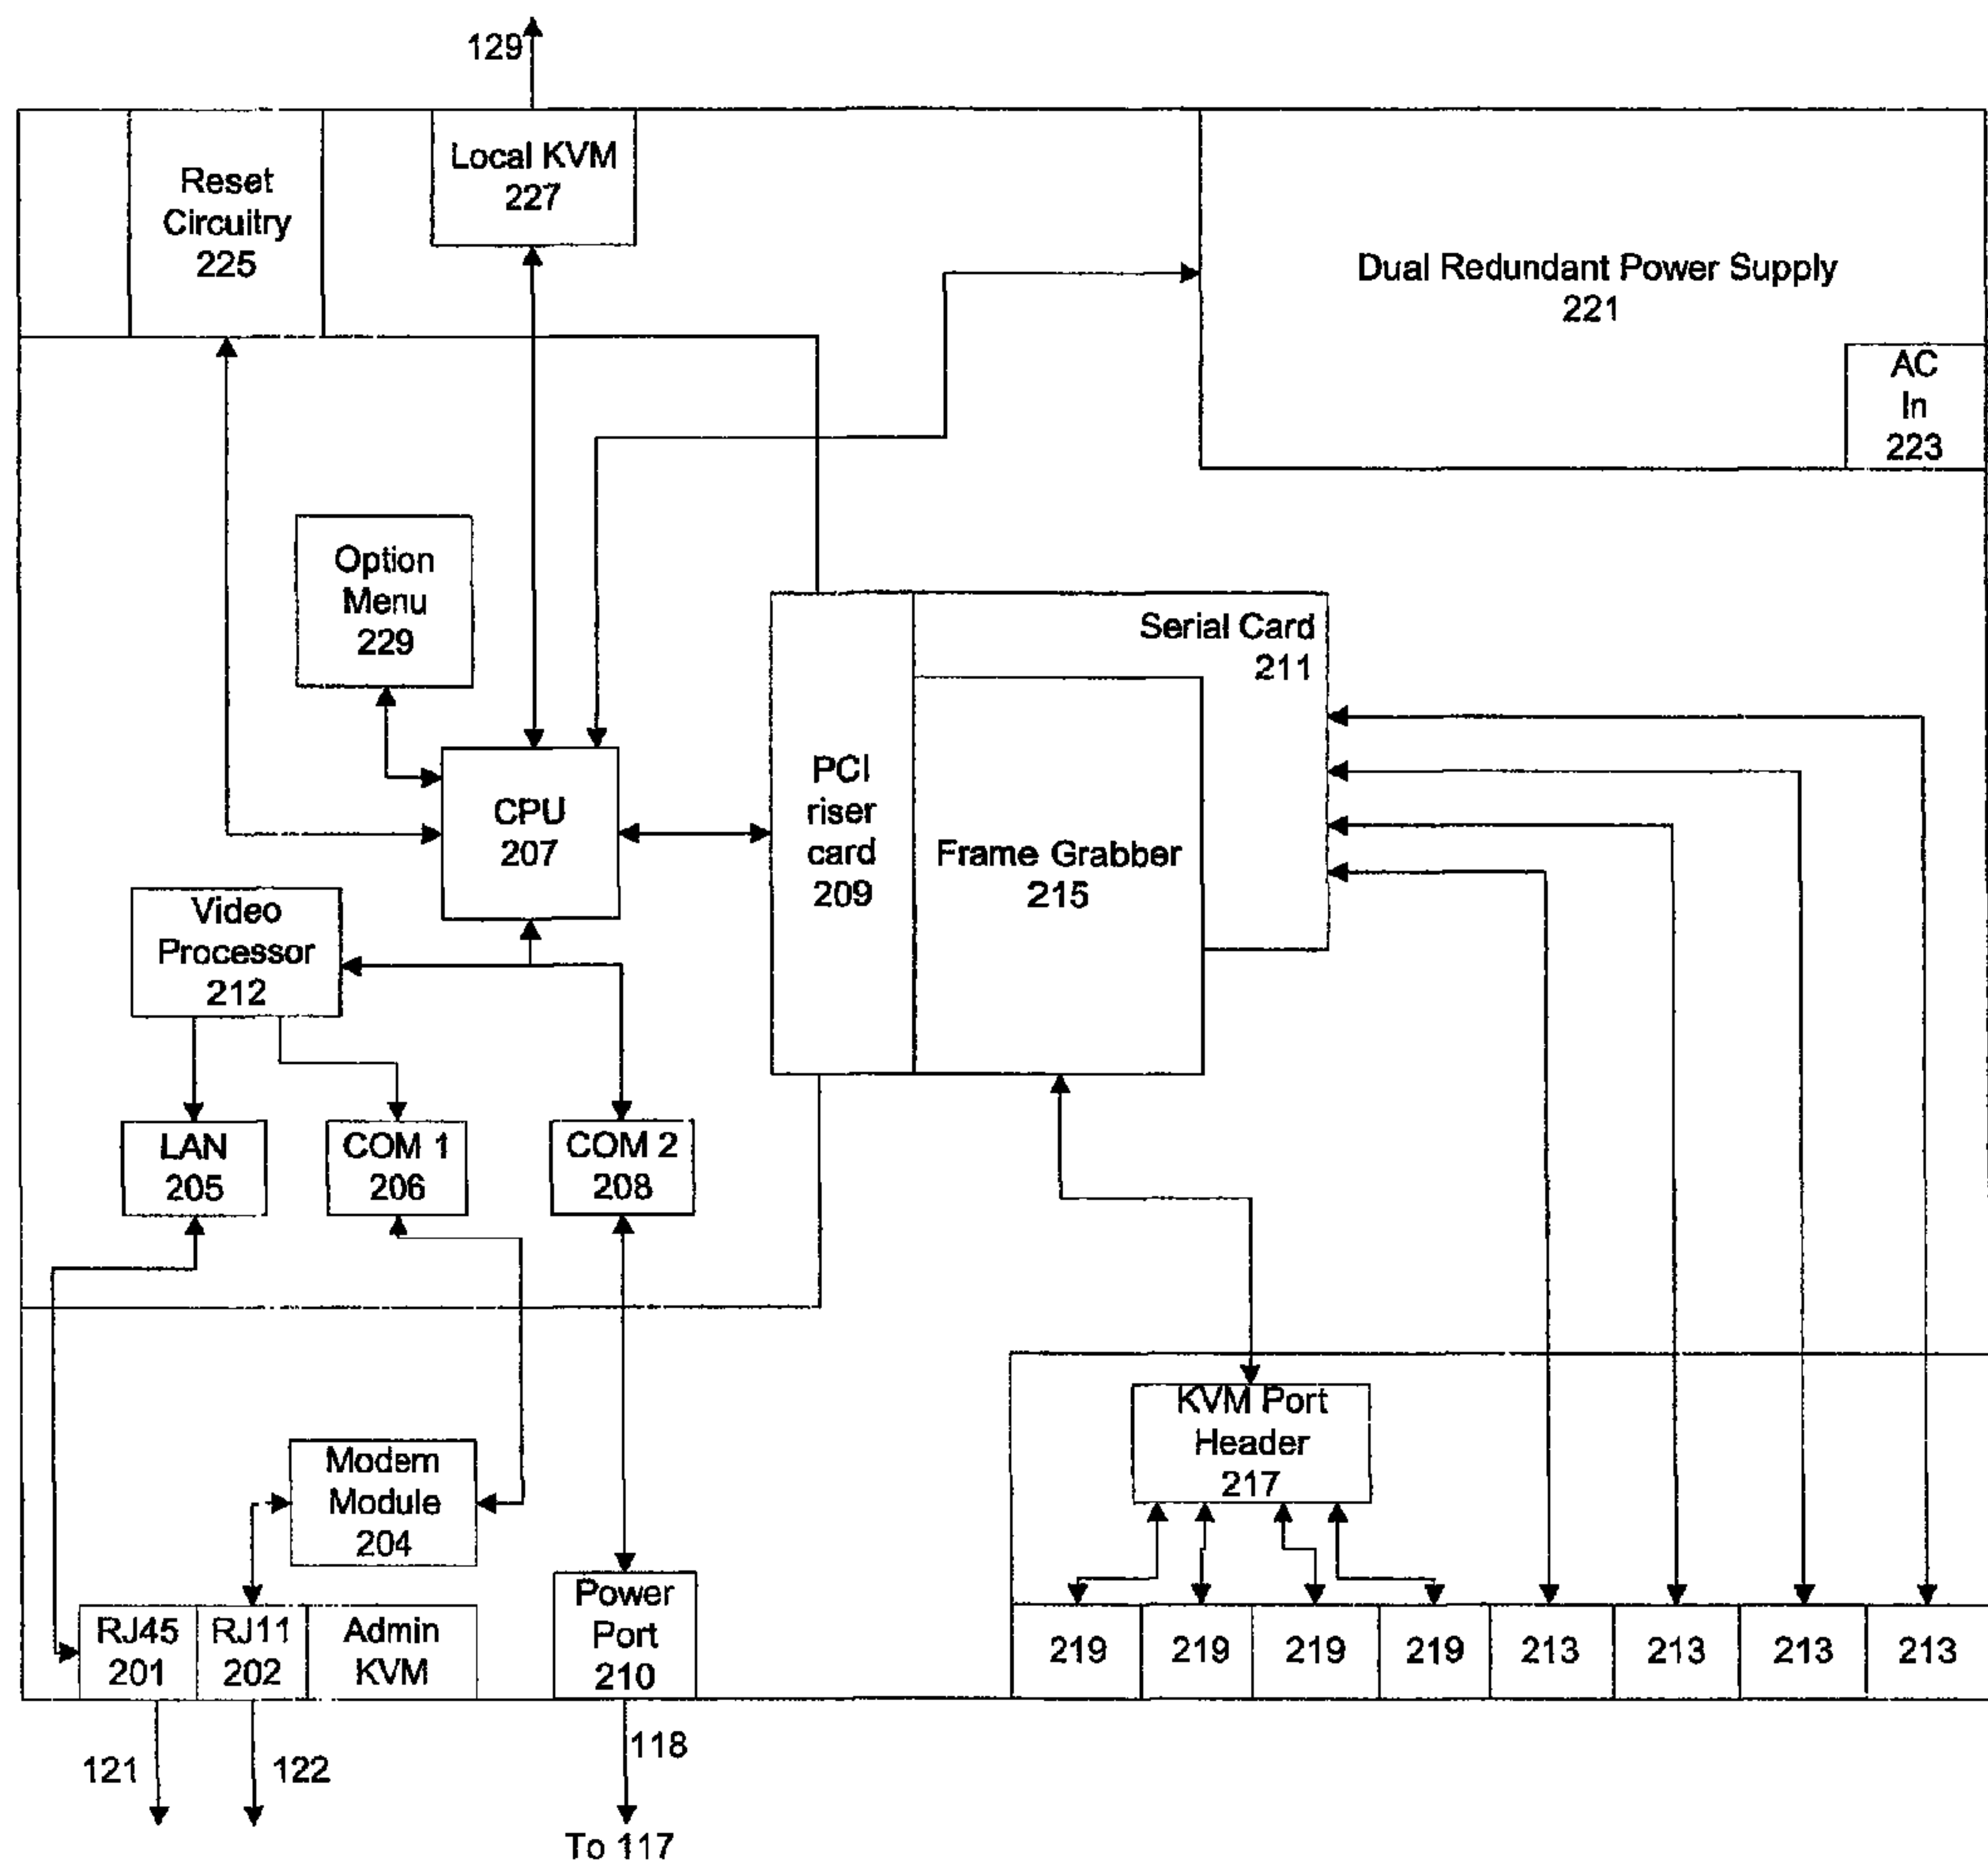 129
Reset
Circuitry
225
Local KVM
227
Dual Redundant Power Supply
221
AC
In
223
Option
Menu
229
Serial Card
211
PCI
riser
card
209
Frame Grabber
215
CPU
207
Video
Processor
212
LAN
205
COM 1
206
COM 2
208
KVM Port
Header
217
Modem
Module
204
Power
Port
210
RJ45
201
RJ11
202
Admin
KVM
219
219
219
219
213
213
213
213
121
122
118
To 117